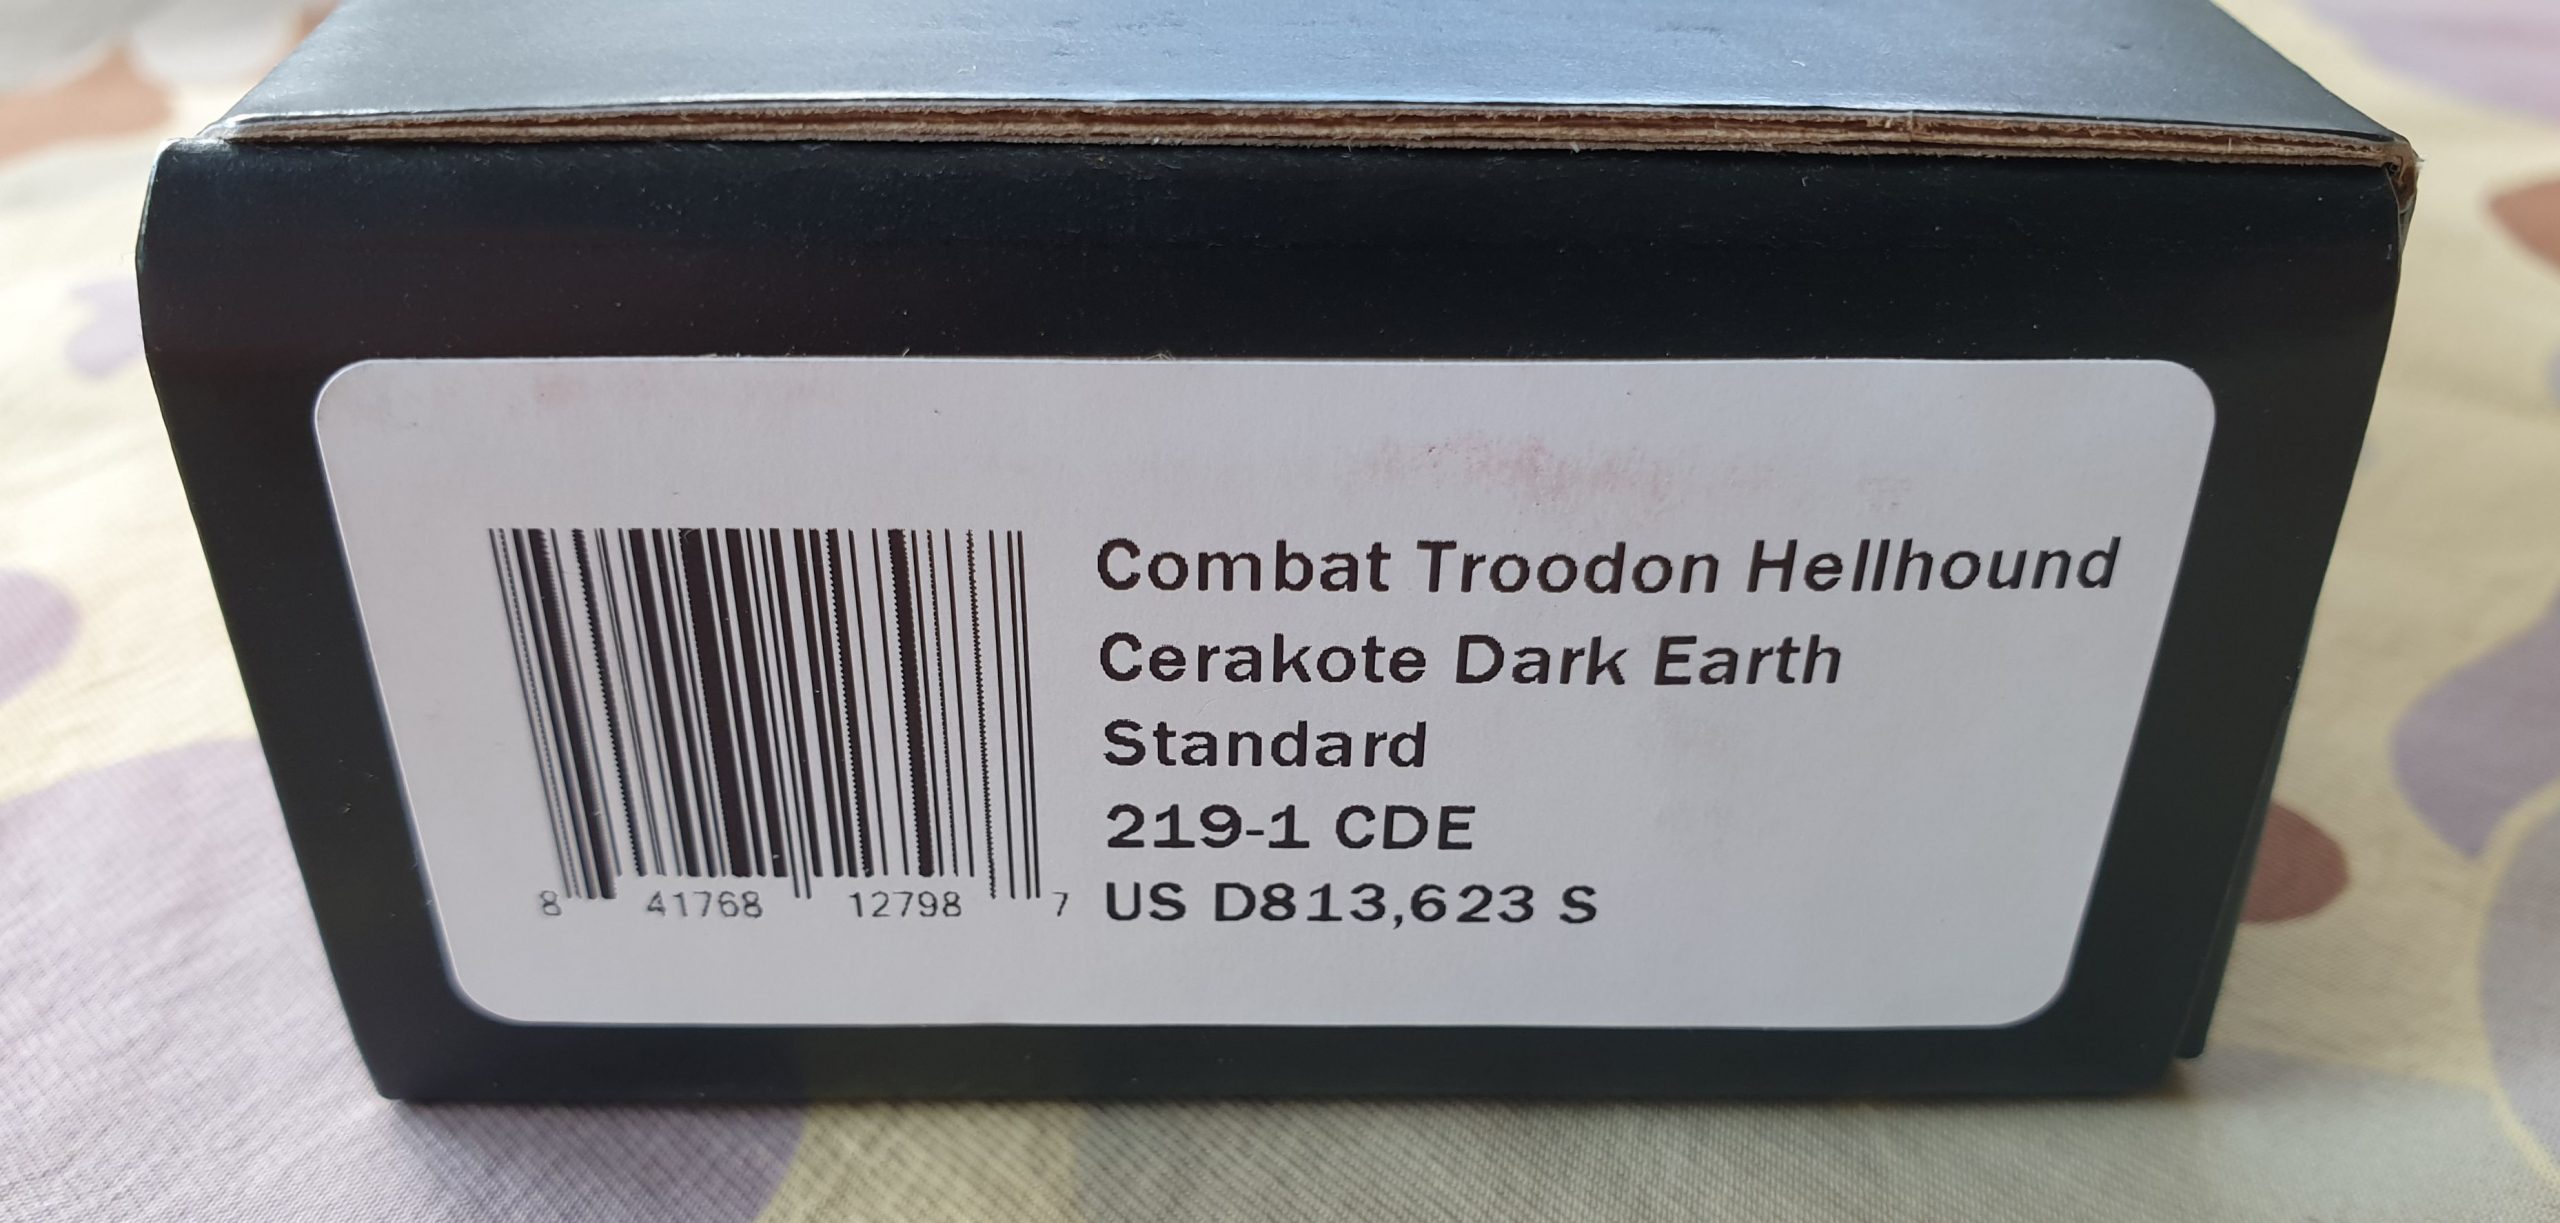 Combat Troodon Hellhound
Cerakote Dark Earth
Standard
219-1 CDE
US D813,623 S
8 41768 12798 7